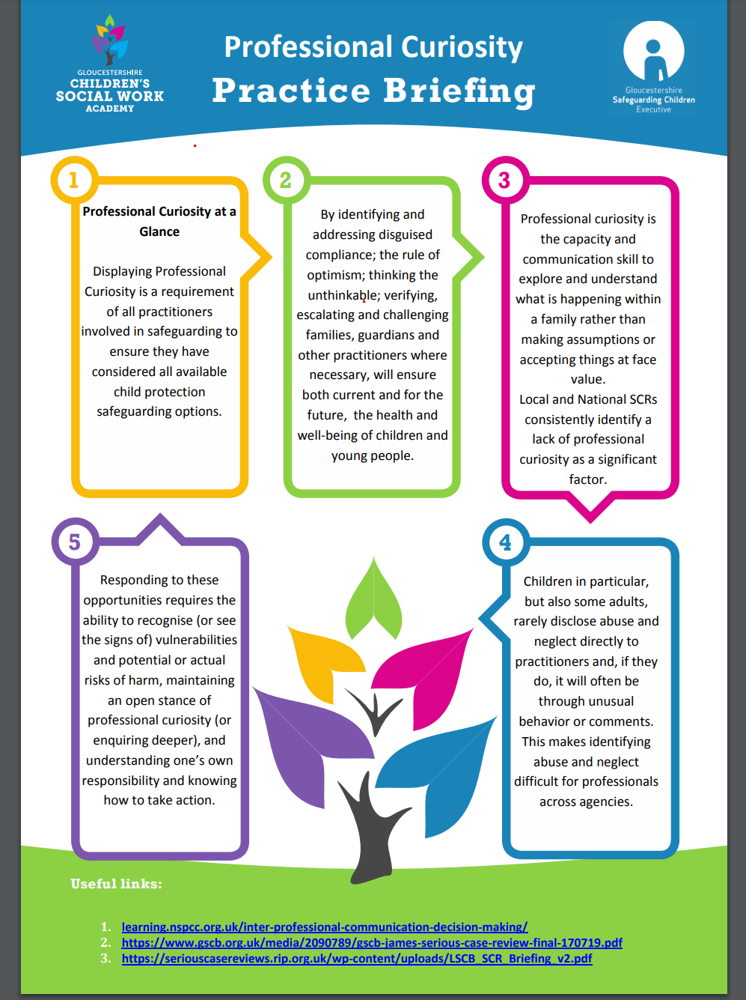 GLOUCESTERSHIRE
CHILDREN'S
SOCIAL WORK
ACADEMY
Professional Curiosity
Practice Briefing
Gloucestershire
Safeguarding Children
Executive
1
Professional Curiosity at a
Glance
Displaying Professional
Curiosity is a requirement
of all practitioners
involved in safeguarding to
ensure they have
considered all available
child protection
safeguarding options.
2
By identifying and
addressing disguised
compliance; the rule of
optimism; thinking the
unthinkable; verifying,
escalating and challenging
families, guardians and
other practitioners where
necessary, will ensure
both current and for the
future, the health and
well-being of children and
young people.
3
Professional curiosity is
the capacity and
communication skill to
explore and understand
what is happening within
a family rather than
making assumptions or
accepting things at face
value.
Local and National SCRs
consistently identify a
lack of professional
curiosity as a significant
factor.
4
Children in particular,
but also some adults,
rarely disclose abuse and
neglect directly to
practitioners and, if they
do, it will often be
through unusual
behavior or comments.
This makes identifying
abuse and neglect
difficult for professionals
across agencies.
5
Responding to these
opportunities requires the
ability to recognise (or see
the signs of) vulnerabilities
and potential or actual
risks of harm, maintaining
an open stance of
professional curiosity (or
enquiring deeper), and
understanding one's own
responsibility and knowing
how to take action.
Useful links:
1. learning.nspcc.org.uk/inter-professional-communication-decision-making/
2. https://www.gscb.org.uk/media/2090789/gscb-james-serious-case-review-final-170719.pdf
3. https://seriouscasereviews.rip.org.uk/wp-content/uploads/LSCB_SCR_Briefing_v2.pdf